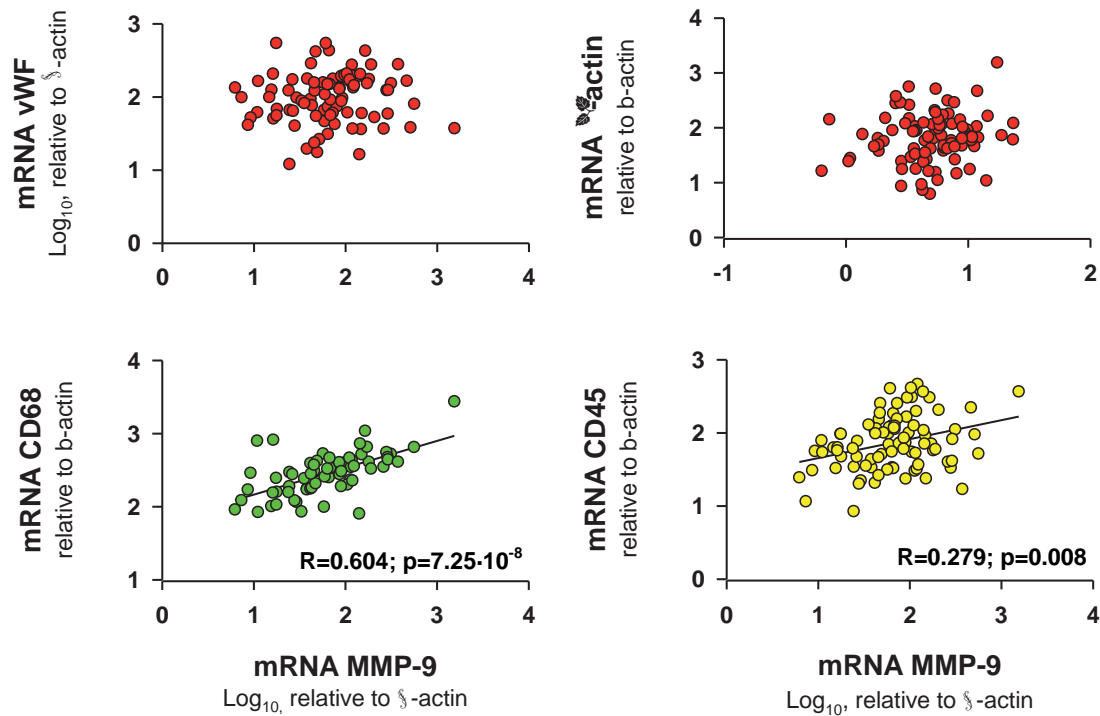 mRNA vWF
Log10, relative to §-actin
3
2
1
0
0 1 2 3 4
mRNA -actin
relative to b-actin
4
3
2
1
0
-1 0 1 2
mRNA CD68
relative to b-actin
4
3
2
1
R=0.604; p=7.25·10-8
0 1 2 3 4
mRNA MMP-9
Log10, relative to §-actin
mRNA CD45
relative to b-actin
3
2
1
0
R=0.279; p=0.008
0 1 2 3 4
mRNA MMP-9
Log10, relative to §-actin